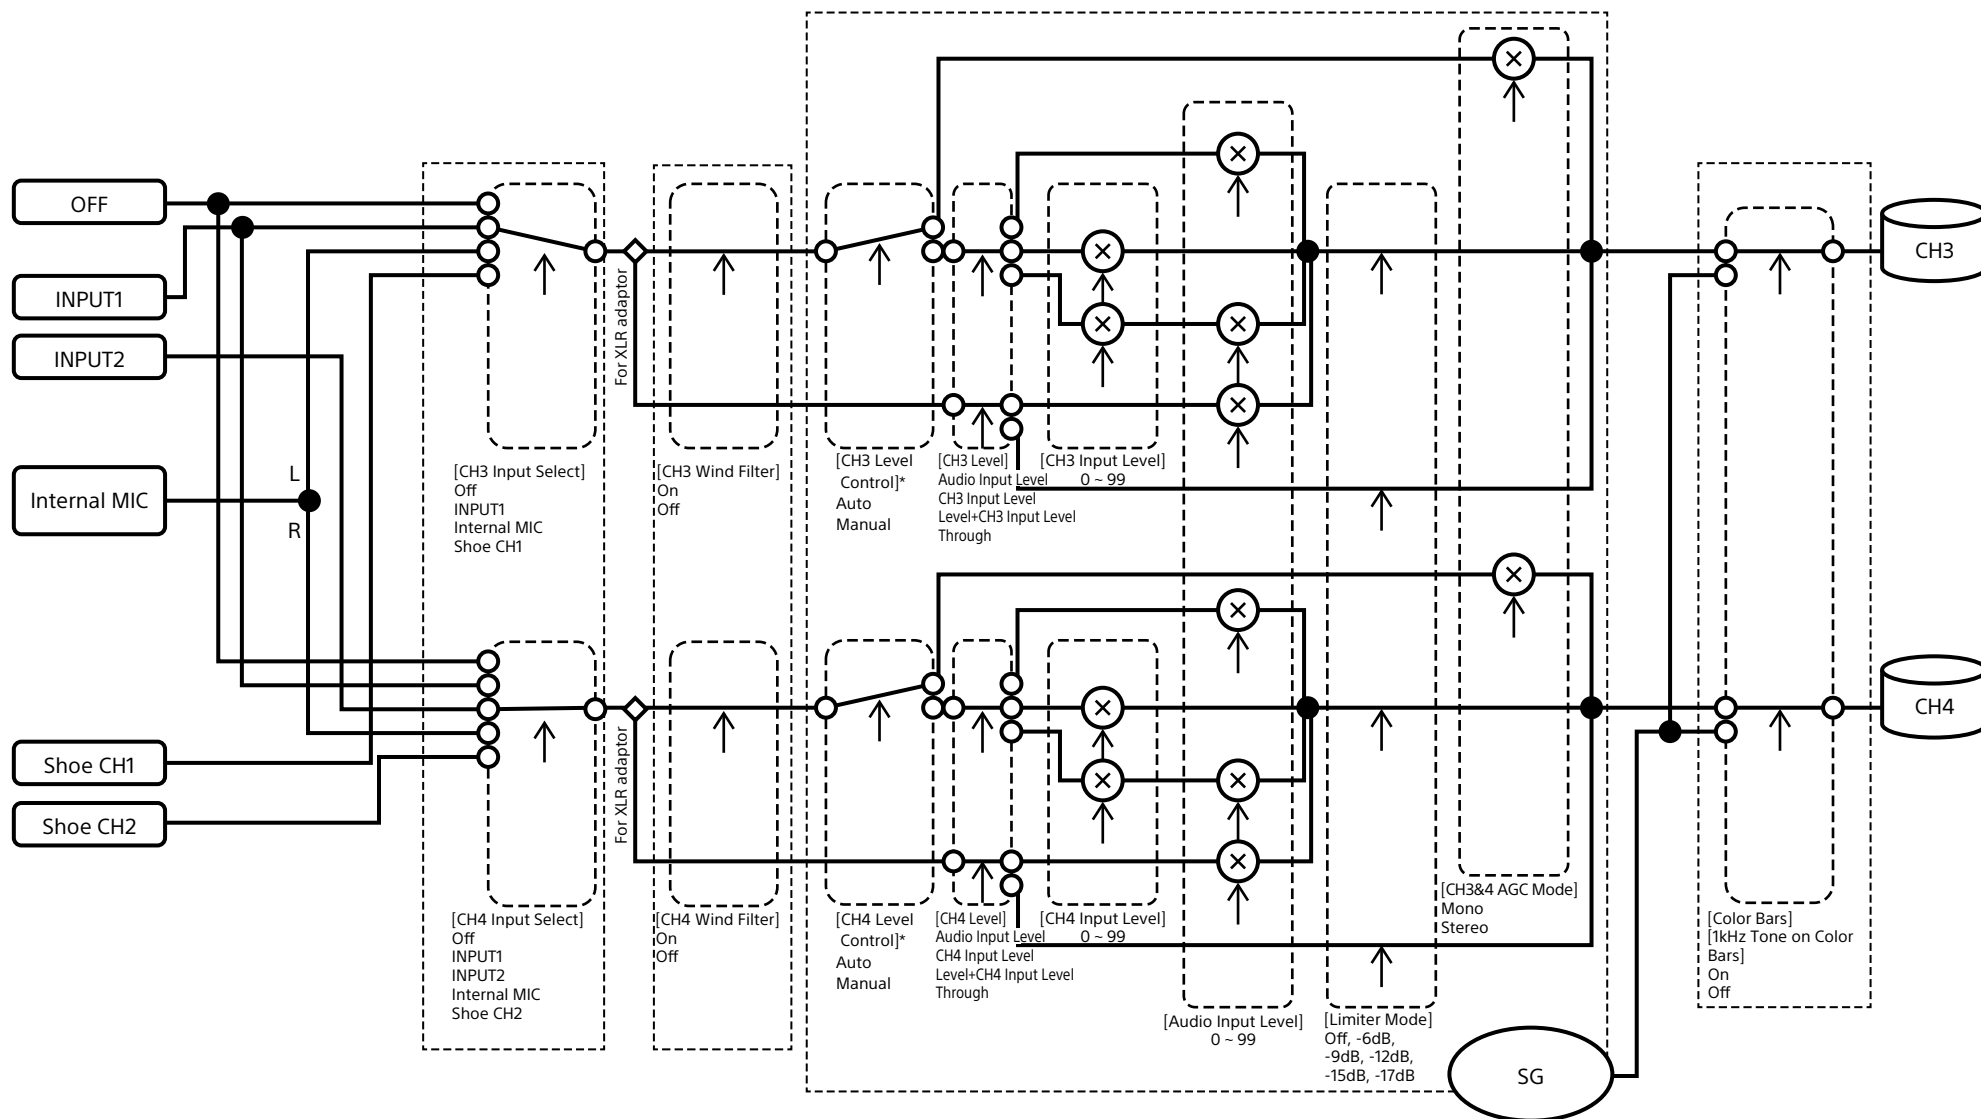 OFF
INPUT1
INPUT2
Internal MIC
L
R
Shoe CH1
Shoe CH2
[CH3 Input Select]
Off
INPUT1
Internal MIC
Shoe CH1
For XLR adaptor
[CH3 Wind Filter]
On
Off
[CH3 Level
Control]*
Auto
Manual
[CH3 Level]
Audio Input Level
CH3 Input Level
Level+CH3 Input Level
Through
[CH3 Input Level]
0 ~ 99
CH3
[CH4 Input Select]
Off
INPUT1
INPUT2
Internal MIC
Shoe CH2
For XLR adaptor
[CH4 Wind Filter]
On
Off
[CH4 Level
Control]*
Auto
Manual
[CH4 Level]
Audio Input Level
CH4 Input Level
Level+CH4 Input Level
Through
[CH4 Input Level]
0 ~ 99
[Audio Input Level]
0 ~ 99
[Limiter Mode]
Off, -6dB,
-9dB, -12dB,
-15dB, -17dB
[CH3&4 AGC Mode]
Mono
Stereo
SG
[Color Bars]
[1kHz Tone on Color
Bars]
On
Off
CH4